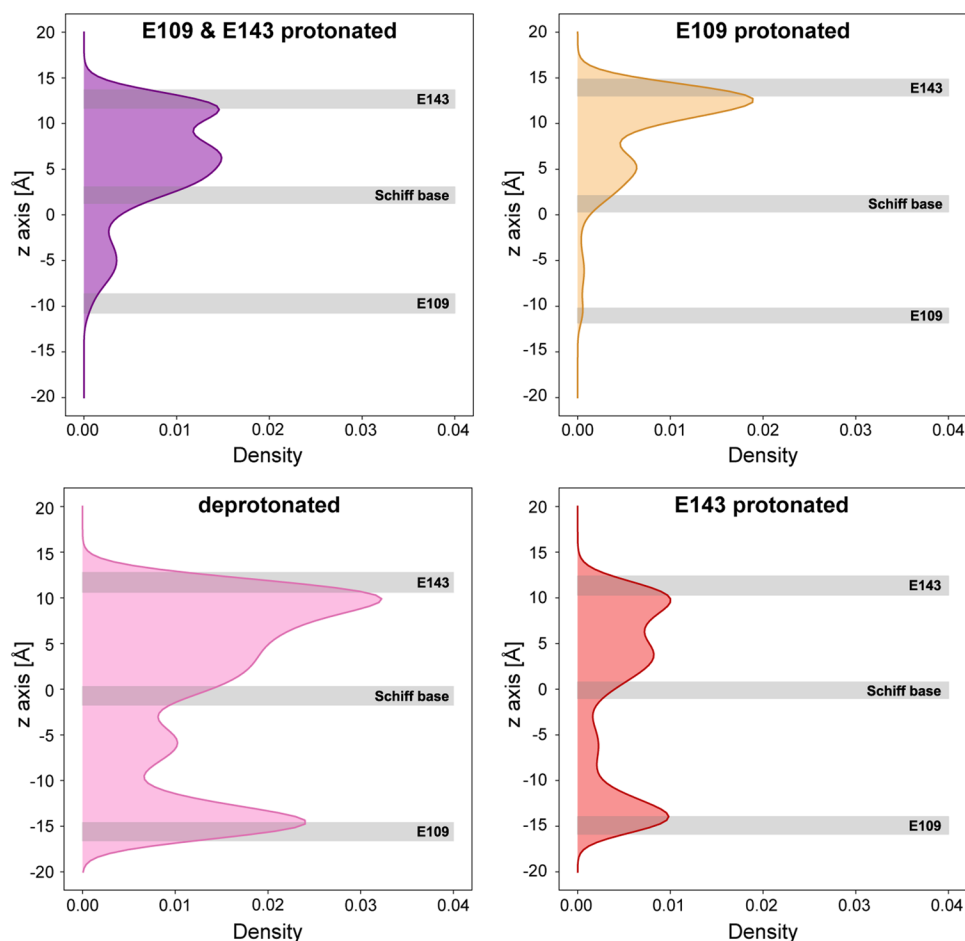 E109 & E143 protonated
20
15
10
5
0
-5
-10
-15
-20
z axis [Å]
E143
Schiff base
E109
0.00 0.01 0.02 0.03 0.04
Density
E109 protonated
20
15
10
5
0
-5
-10
-15
-20
z axis [Å]
E143
Schiff base
E109
0.00 0.01 0.02 0.03 0.04
Density
deprotonated
20
15
10
5
0
-5
-10
-15
-20
z axis [Å]
E143
Schiff base
E109
0.00 0.01 0.02 0.03 0.04
Density
E143 protonated
20
15
10
5
0
-5
-10
-15
-20
z axis [Å]
E143
Schiff base
E109
0.00 0.01 0.02 0.03 0.04
Density